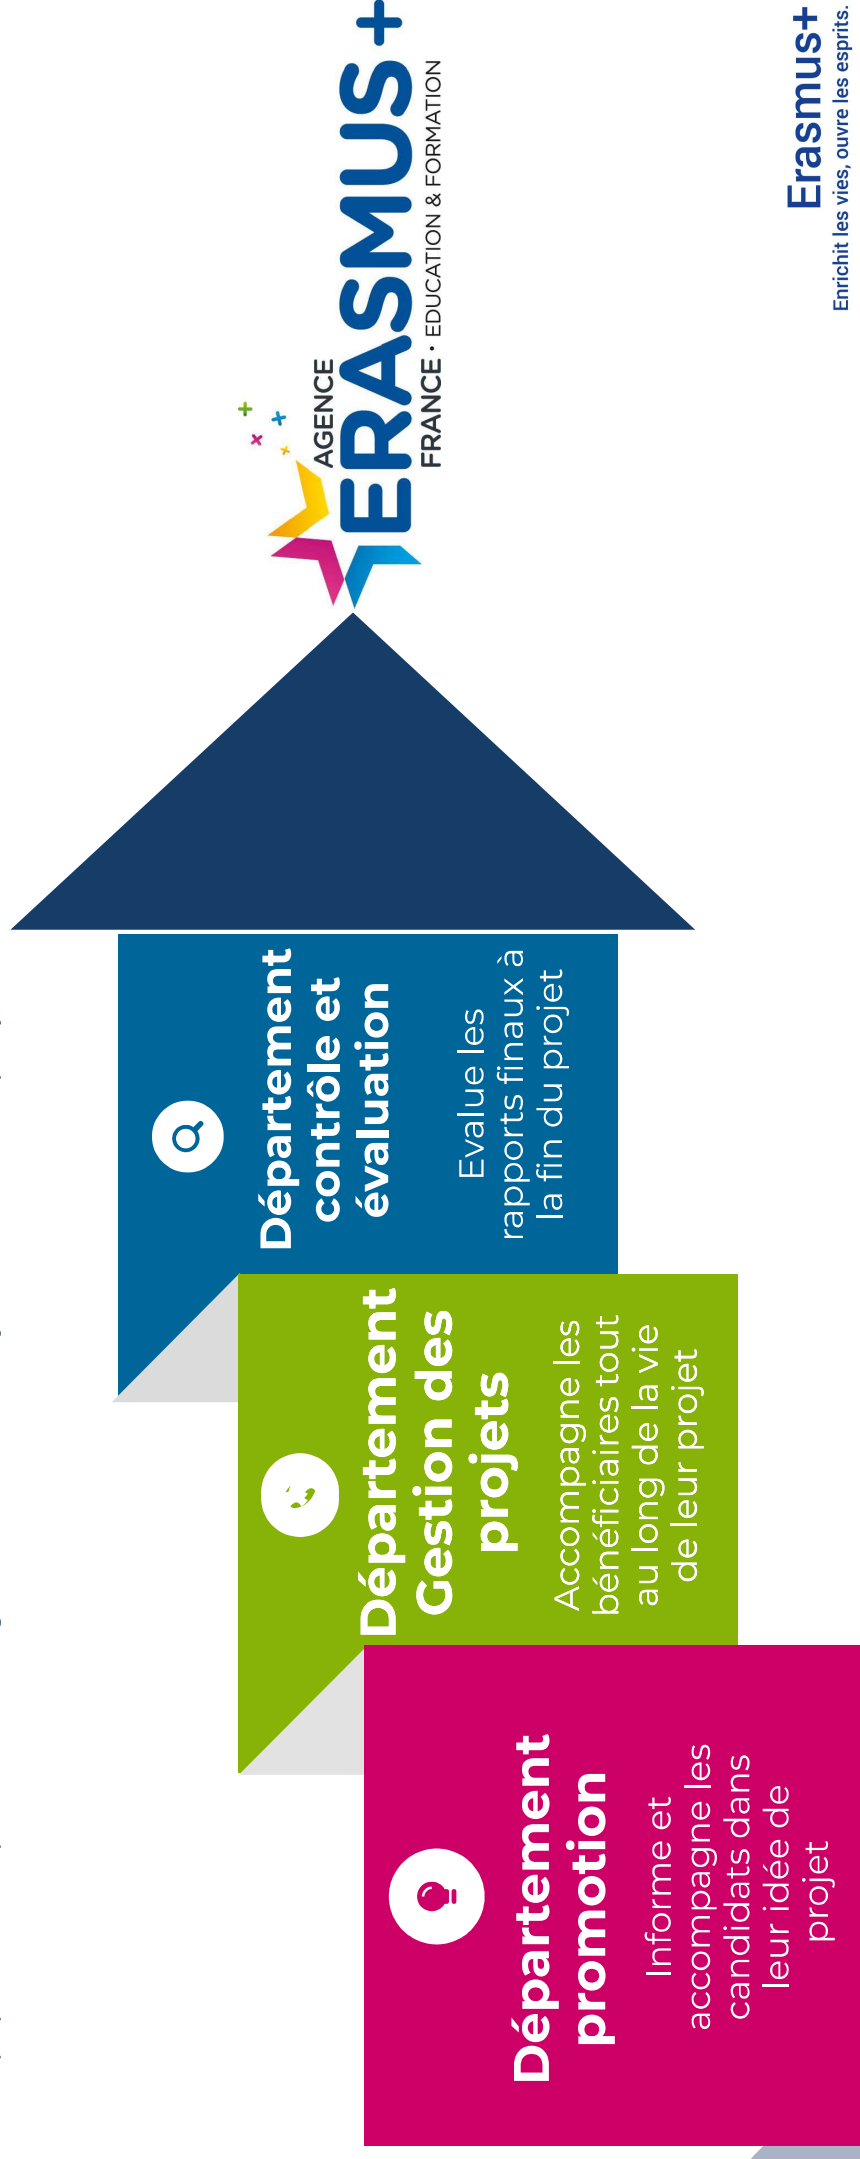 Département
promotion
Informe et
accompagne les
candidats dans
leur idée de
projet
Département
Gestion des
projets
Accompagne les
bénéficiaires tout
au long de la vie
de leur projet
Département
contrôle et
évaluation
Evalue les
rapports finaux à
la fin du projet
AGENCE
ERASMUS+
FRANCE • EDUCATION & FORMATION
Erasmus+
Enrichit les vies, ouvre les esprits.